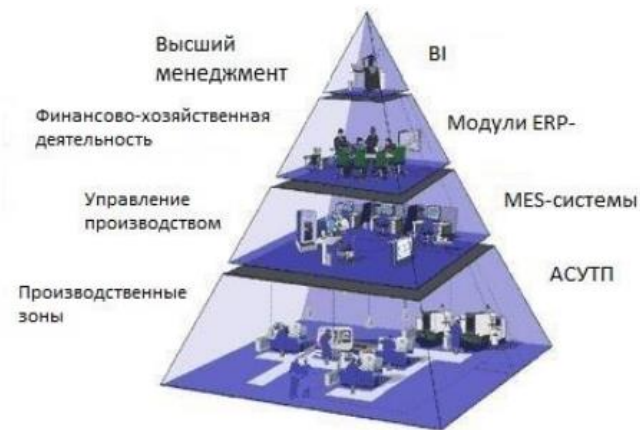 Высший
менеджмент
BI
Финансово-хозяйственная
деятельность
Модули ERP-
Управление
производством
MES-системы
Производственные
зоны
АСУТП